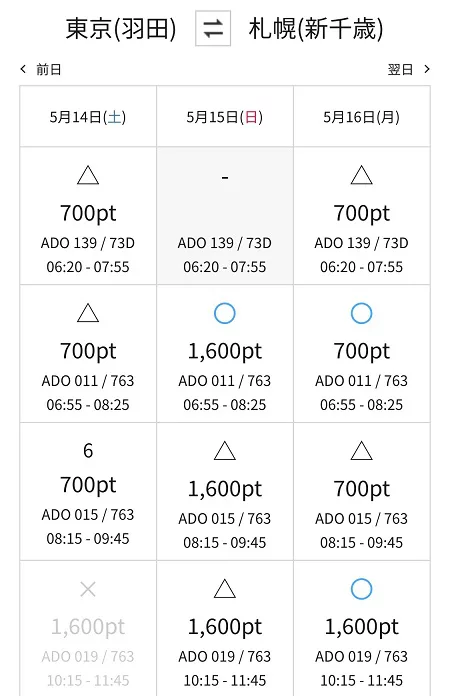 東京(羽田) ⇌ 札幌(新千歳)
< 前日 翌日 >
5月14日(土) 5月15日(日) 5月16日(月)
△ - △
700pt 700pt
ADO 139 / 73D ADO 139 / 73D ADO 139 / 73D
06:20 - 07:55 06:20 - 07:55 06:20 - 07:55
△ ○ ○
700pt 1,600pt 700pt
ADO 011 / 763 ADO 011 / 763 ADO 011 / 763
06:55 - 08:25 06:55 - 08:25 06:55 - 08:25
6 △ △
700pt 1,600pt 700pt
ADO 015 / 763 ADO 015 / 763 ADO 015 / 763
08:15 - 09:45 08:15 - 09:45 08:15 - 09:45
× △ ○
1,600pt 1,600pt 1,600pt
ADO 019 / 763 ADO 019 / 763 ADO 019 / 763
10:15 - 11:45 10:15 - 11:45 10:15 - 11:45